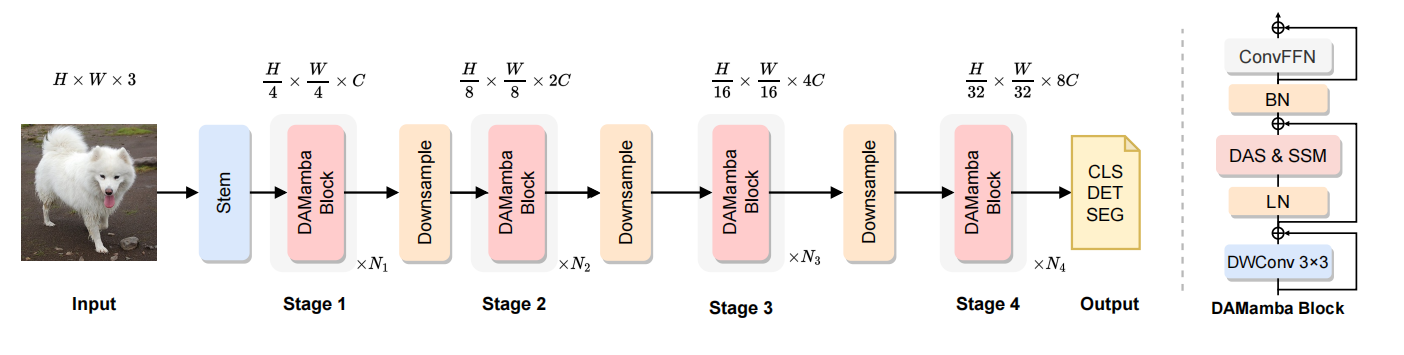 H × W × 3
H/4 × W/4 × C
H/8 × W/8 × 2C
H/16 × W/16 × 4C
H/32 × W/32 × 8C
Stem
DAMamba
Block
×N₁
Downsample
DAMamba
Block
×N₂
Downsample
DAMamba
Block
×N₃
Downsample
DAMamba
Block
×N₄
CLS
DET
SEG
Input
Stage 1
Stage 2
Stage 3
Stage 4
Output
ConvFFN
BN
DAS & SSM
LN
DWConv 3×3
DAMamba Block